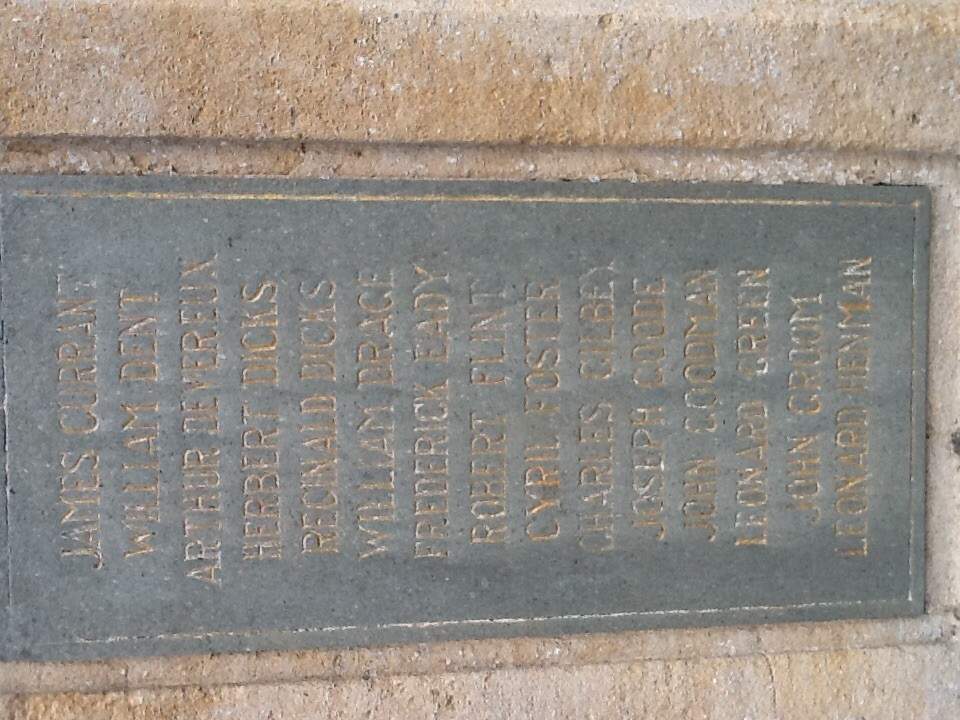 JAMES CURRANT
WILLIAM DENT
ARTHUR DEVEREUX
HERBERT DICKS
REGINALD DICKS
WILLIAM DRAGE
FREDERICK EADY
ROBERT FLINT
CYRIL FOSTER
CHARLES GILBEY
JOSEPH GOODE
JOHN GOODMAN
LEONARD GREEN
JOHN GROOM
LEONARD HENMAN